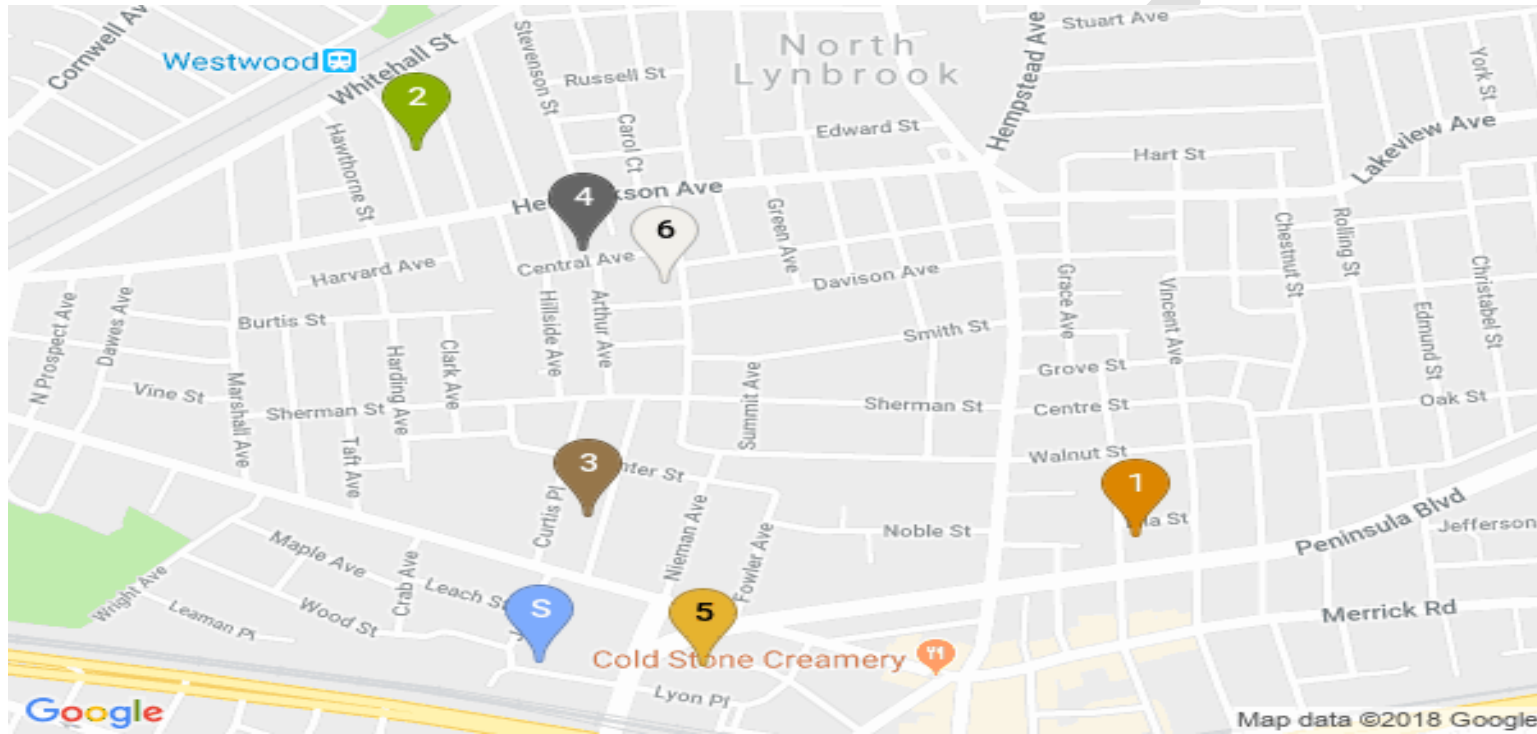 Cornwell Av
Westwood
Whitehall St
Stevenson St
Russell St
Carol Ct
North
Lynbrook
Stuart Ave
Hempstead Ave
York St
Lakeview Ave
Edward St
Hart St
2
Hawthorne St
4
6
Green Ave
Harvard Ave
Central Ave
Davison Ave
Grace Ave
Vincent Ave
Chestnut St
Rolling St
Christabel St
Edmund St
N Prospect Ave
Dawes Ave
Burtis St
Hillside Ave
Arthur Ave
Smith St
Harding Ave
Clark Ave
Grove St
Vine St
Marshall Ave
Sherman St
Taft Ave
Summit Ave
Sherman St
Centre St
Oak St
Walnut St
3
1
Curtis Pl
Nieman Ave
Fowler Ave
Noble St
Peninsula Blvd
Jefferson
Maple Ave
Crab Ave
Leach St
Wright Ave
Leaman Pl
Wood St
S
5
Merrick Rd
Cold Stone Creamery
Lyon Pl
Google
Map data ©2018 Google